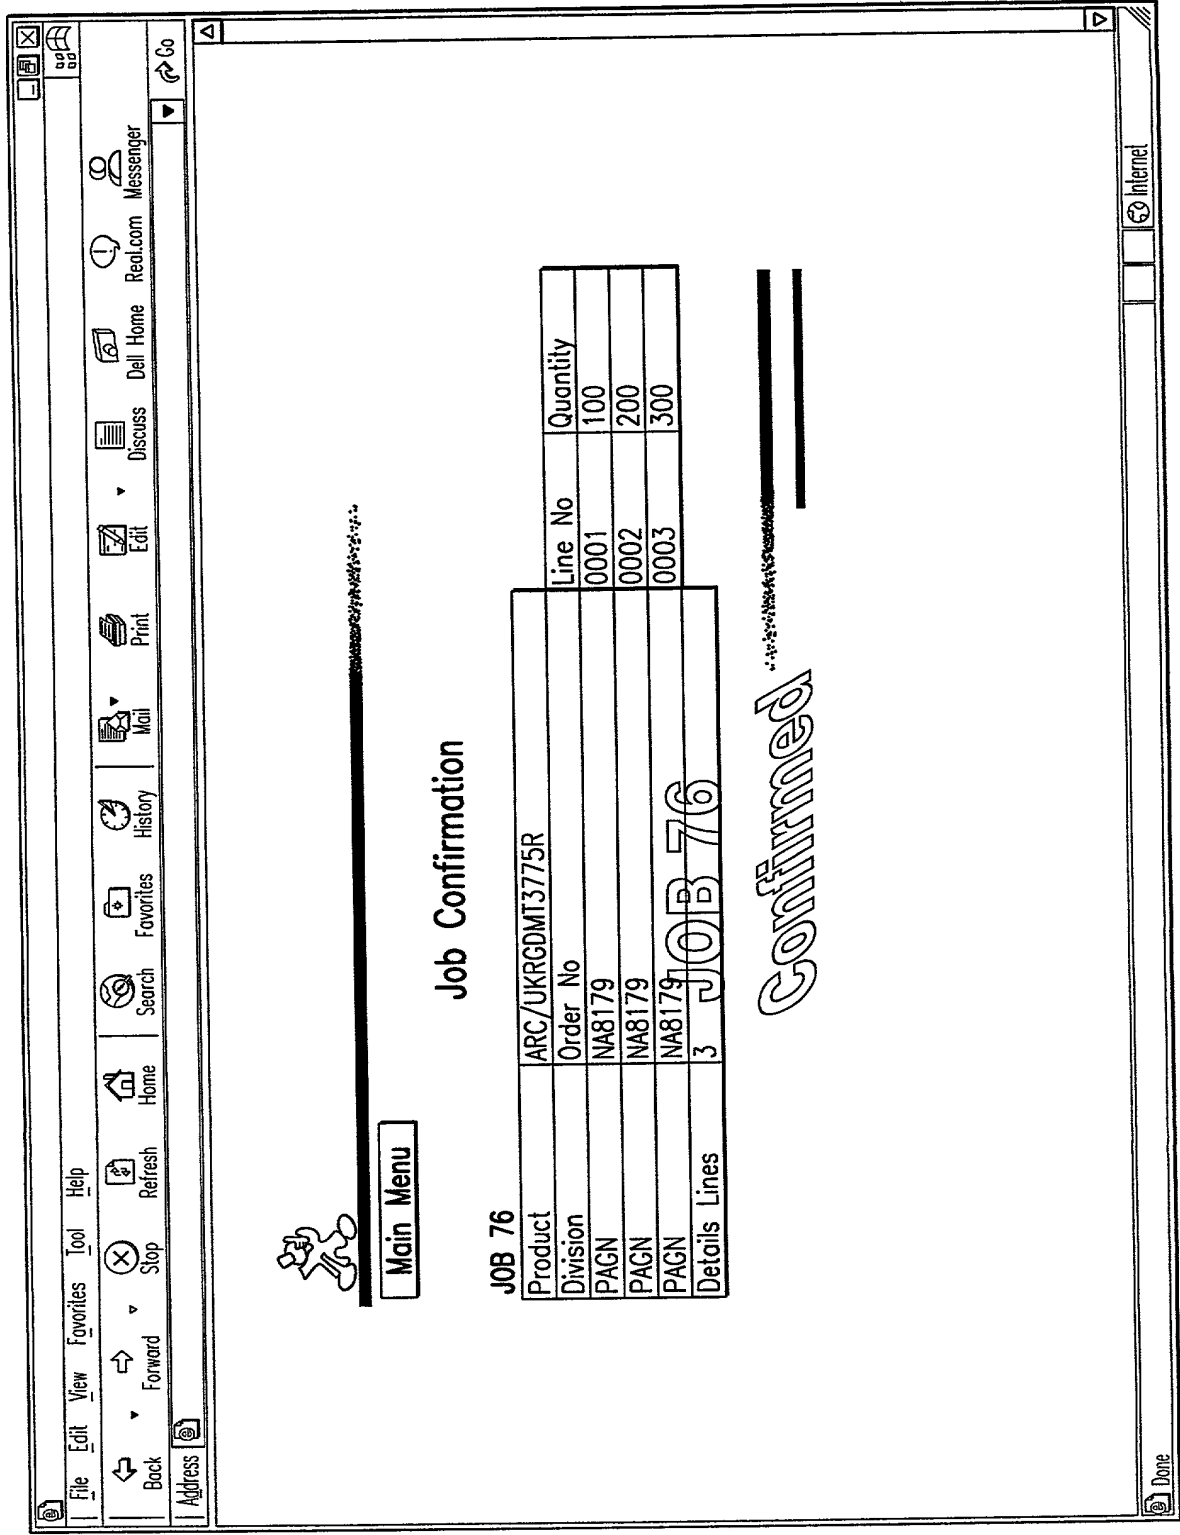 File Edit View Favorites Tool Help
Back Forward Stop Refresh Home Search Favorites History Mail Print Edit Discuss Dell Home Real.com Messenger
Address Go
Main Menu
Job Confirmation
JOB 76
Product ARC/UKRGDMT3775R
Division Order No Line No Quantity
PAGN NA8179 0001 100
PAGN NA8179 0002 200
PAGN NA8179 0003 300
Details Lines 3
JOB 76
Confirmed
Done Internet